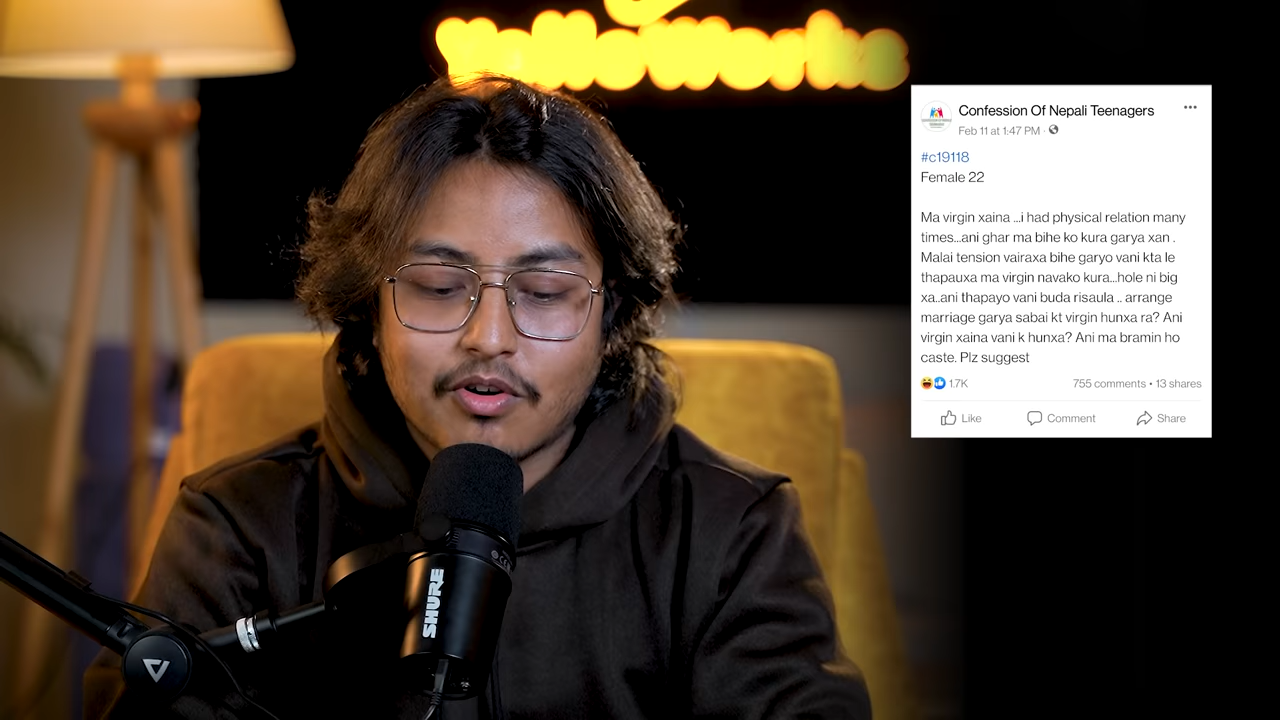 Confession Of Nepali Teenagers
Feb 11 at 1:47 PM
#c19118
Female 22
Ma virgin xaina ...i had physical relation many
times...ani ghar ma bihe ko kura garya xan .
Malai tension vairaxa bihe garyo vani kta le
thapauxa ma virgin navako kura...hole ni big
xa..ani thapayo vani buda risaula .. arrange
marriage garya sabai kt virgin hunxa ra? Ani
virgin xaina vani k hunxa? Ani ma bramin ho
caste. Plz suggest
1.7K 755 comments • 13 shares
Like Comment Share
SHURE